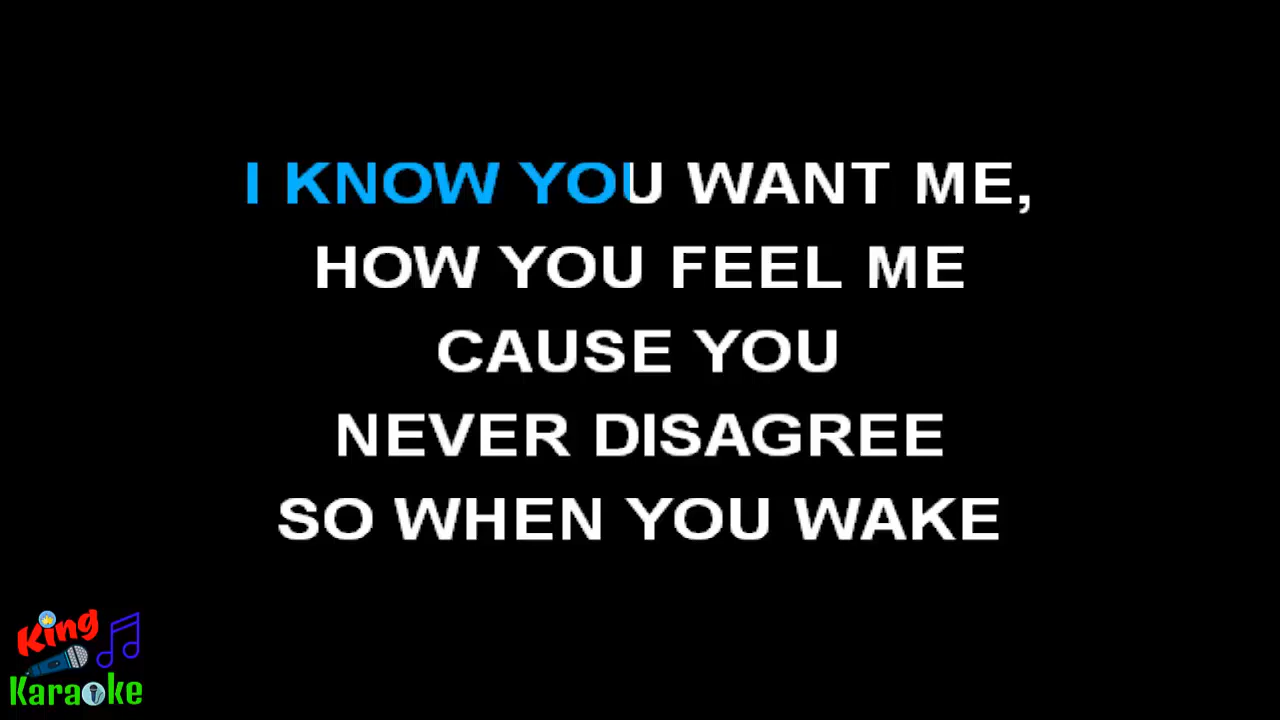 I KNOW YOU WANT ME,
HOW YOU FEEL ME
CAUSE YOU
NEVER DISAGREE
SO WHEN YOU WAKE
King
Karaoke